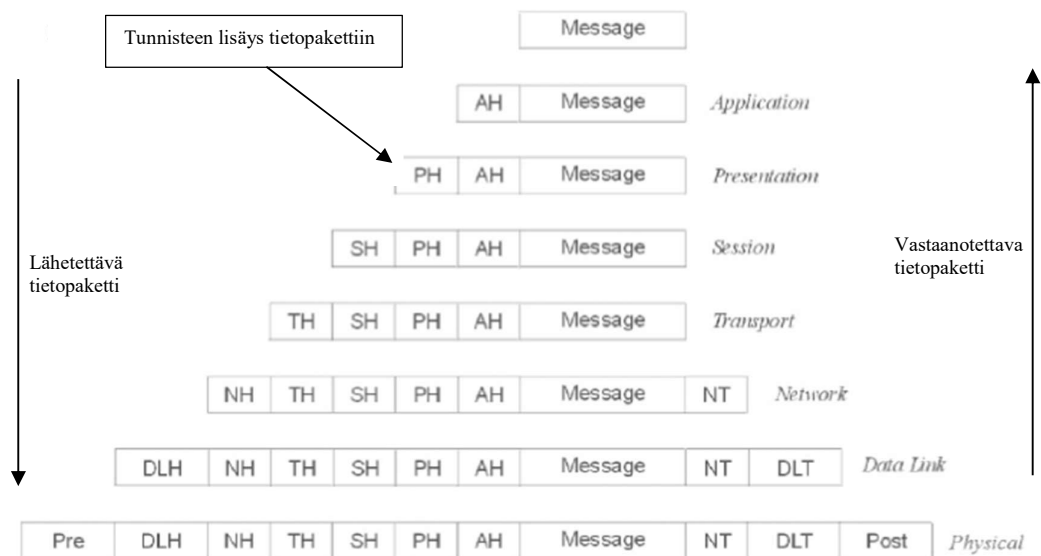 Message
Tunnisteen lisäys tietopakettiin
AH Message Application
PH AH Message Presentation
SH PH AH Message Session
Lähetettävä
tietopaketti
Vastaanotettava
tietopaketti
TH SH PH AH Message Transport
NH TH SH PH AH Message NT Network
DLH NH TH SH PH AH Message NT DLT Data Link
Pre DLH NH TH SH PH AH Message NT DLT Post Physical